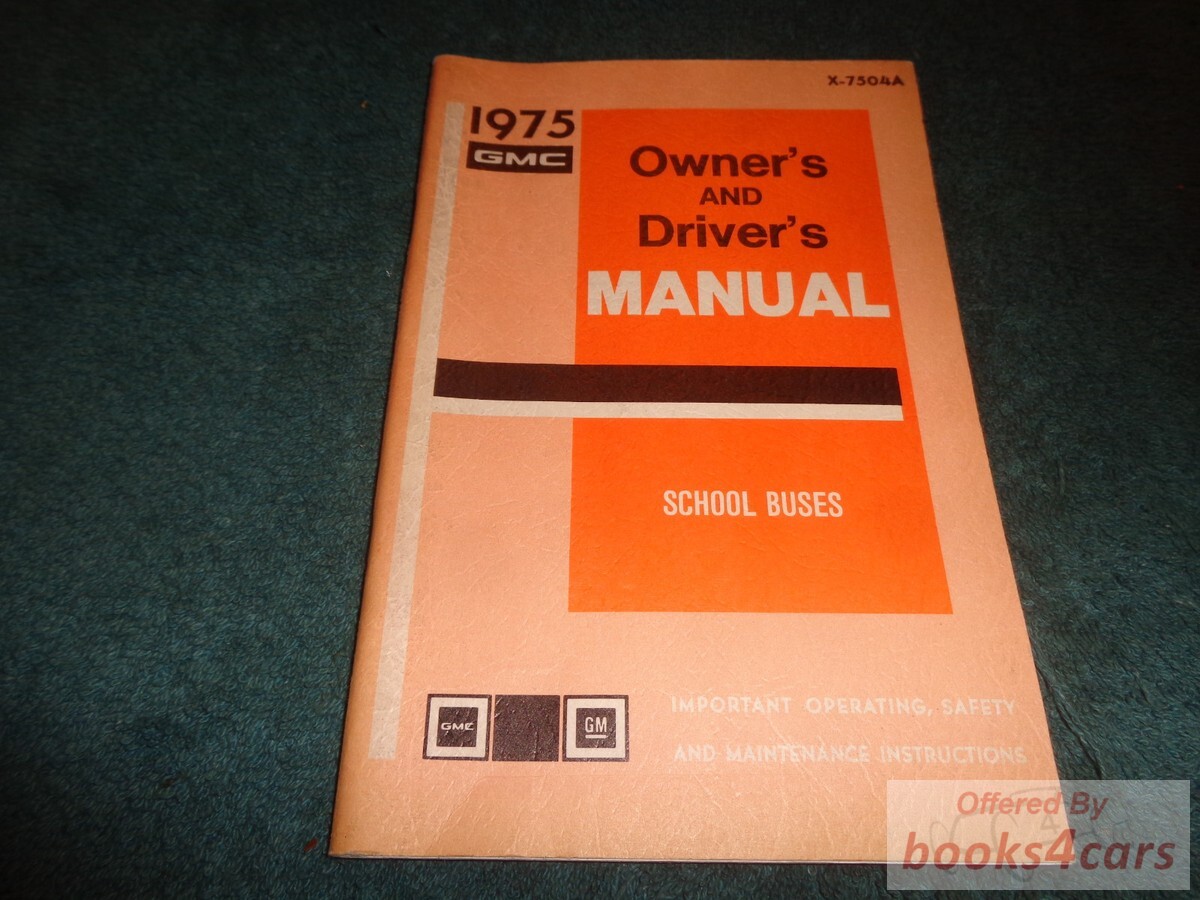 X-7504A
1975
GMC
Owner's
AND
Driver's
MANUAL
SCHOOL BUSES
GMC
GM
IMPORTANT OPERATING, SAFETY
AND MAINTENANCE INSTRUCTIONS
Offered By
books4cars